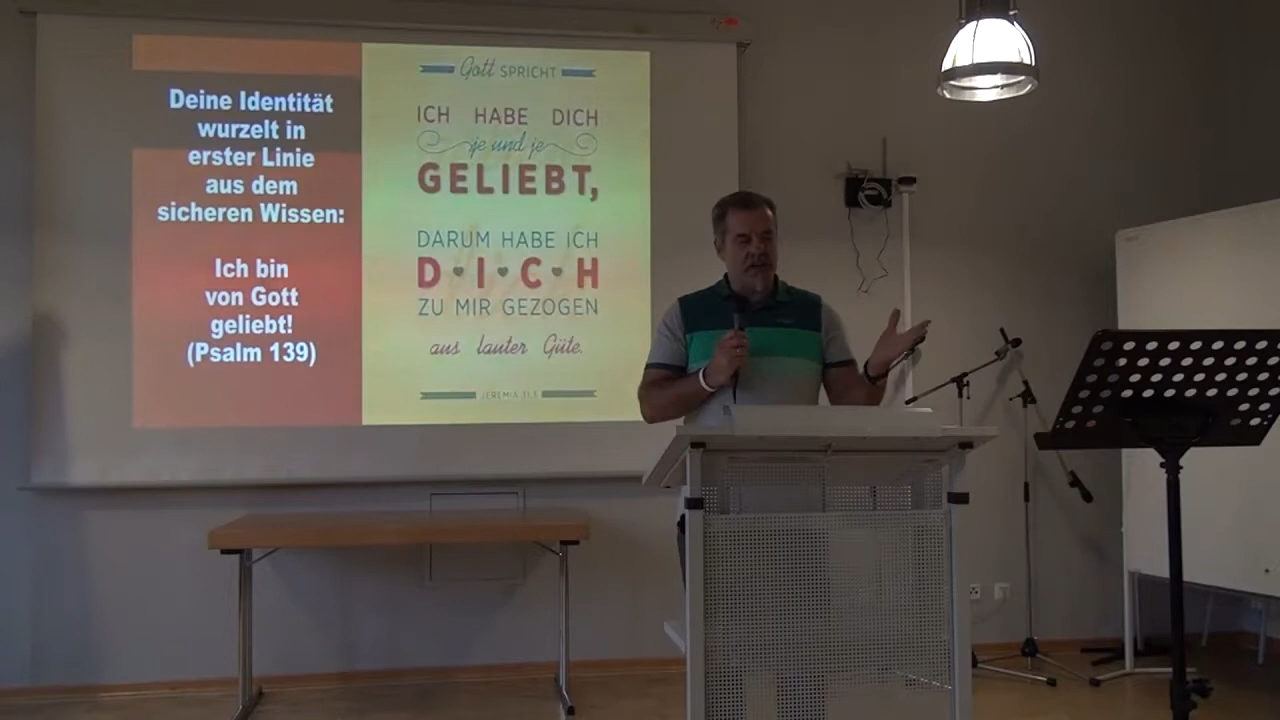 Deine Identität
wurzelt in
erster Linie
aus dem
sicheren Wissen:
Ich bin
von Gott
geliebt!
(Psalm 139)
Gott SPRICHT
ICH HABE DICH
je und je
GELIEBT,
DARUM HABE ICH
D♥I♥C♥H
ZU MIR GEZOGEN
aus lauter Güte.
JEREMIA 31,3